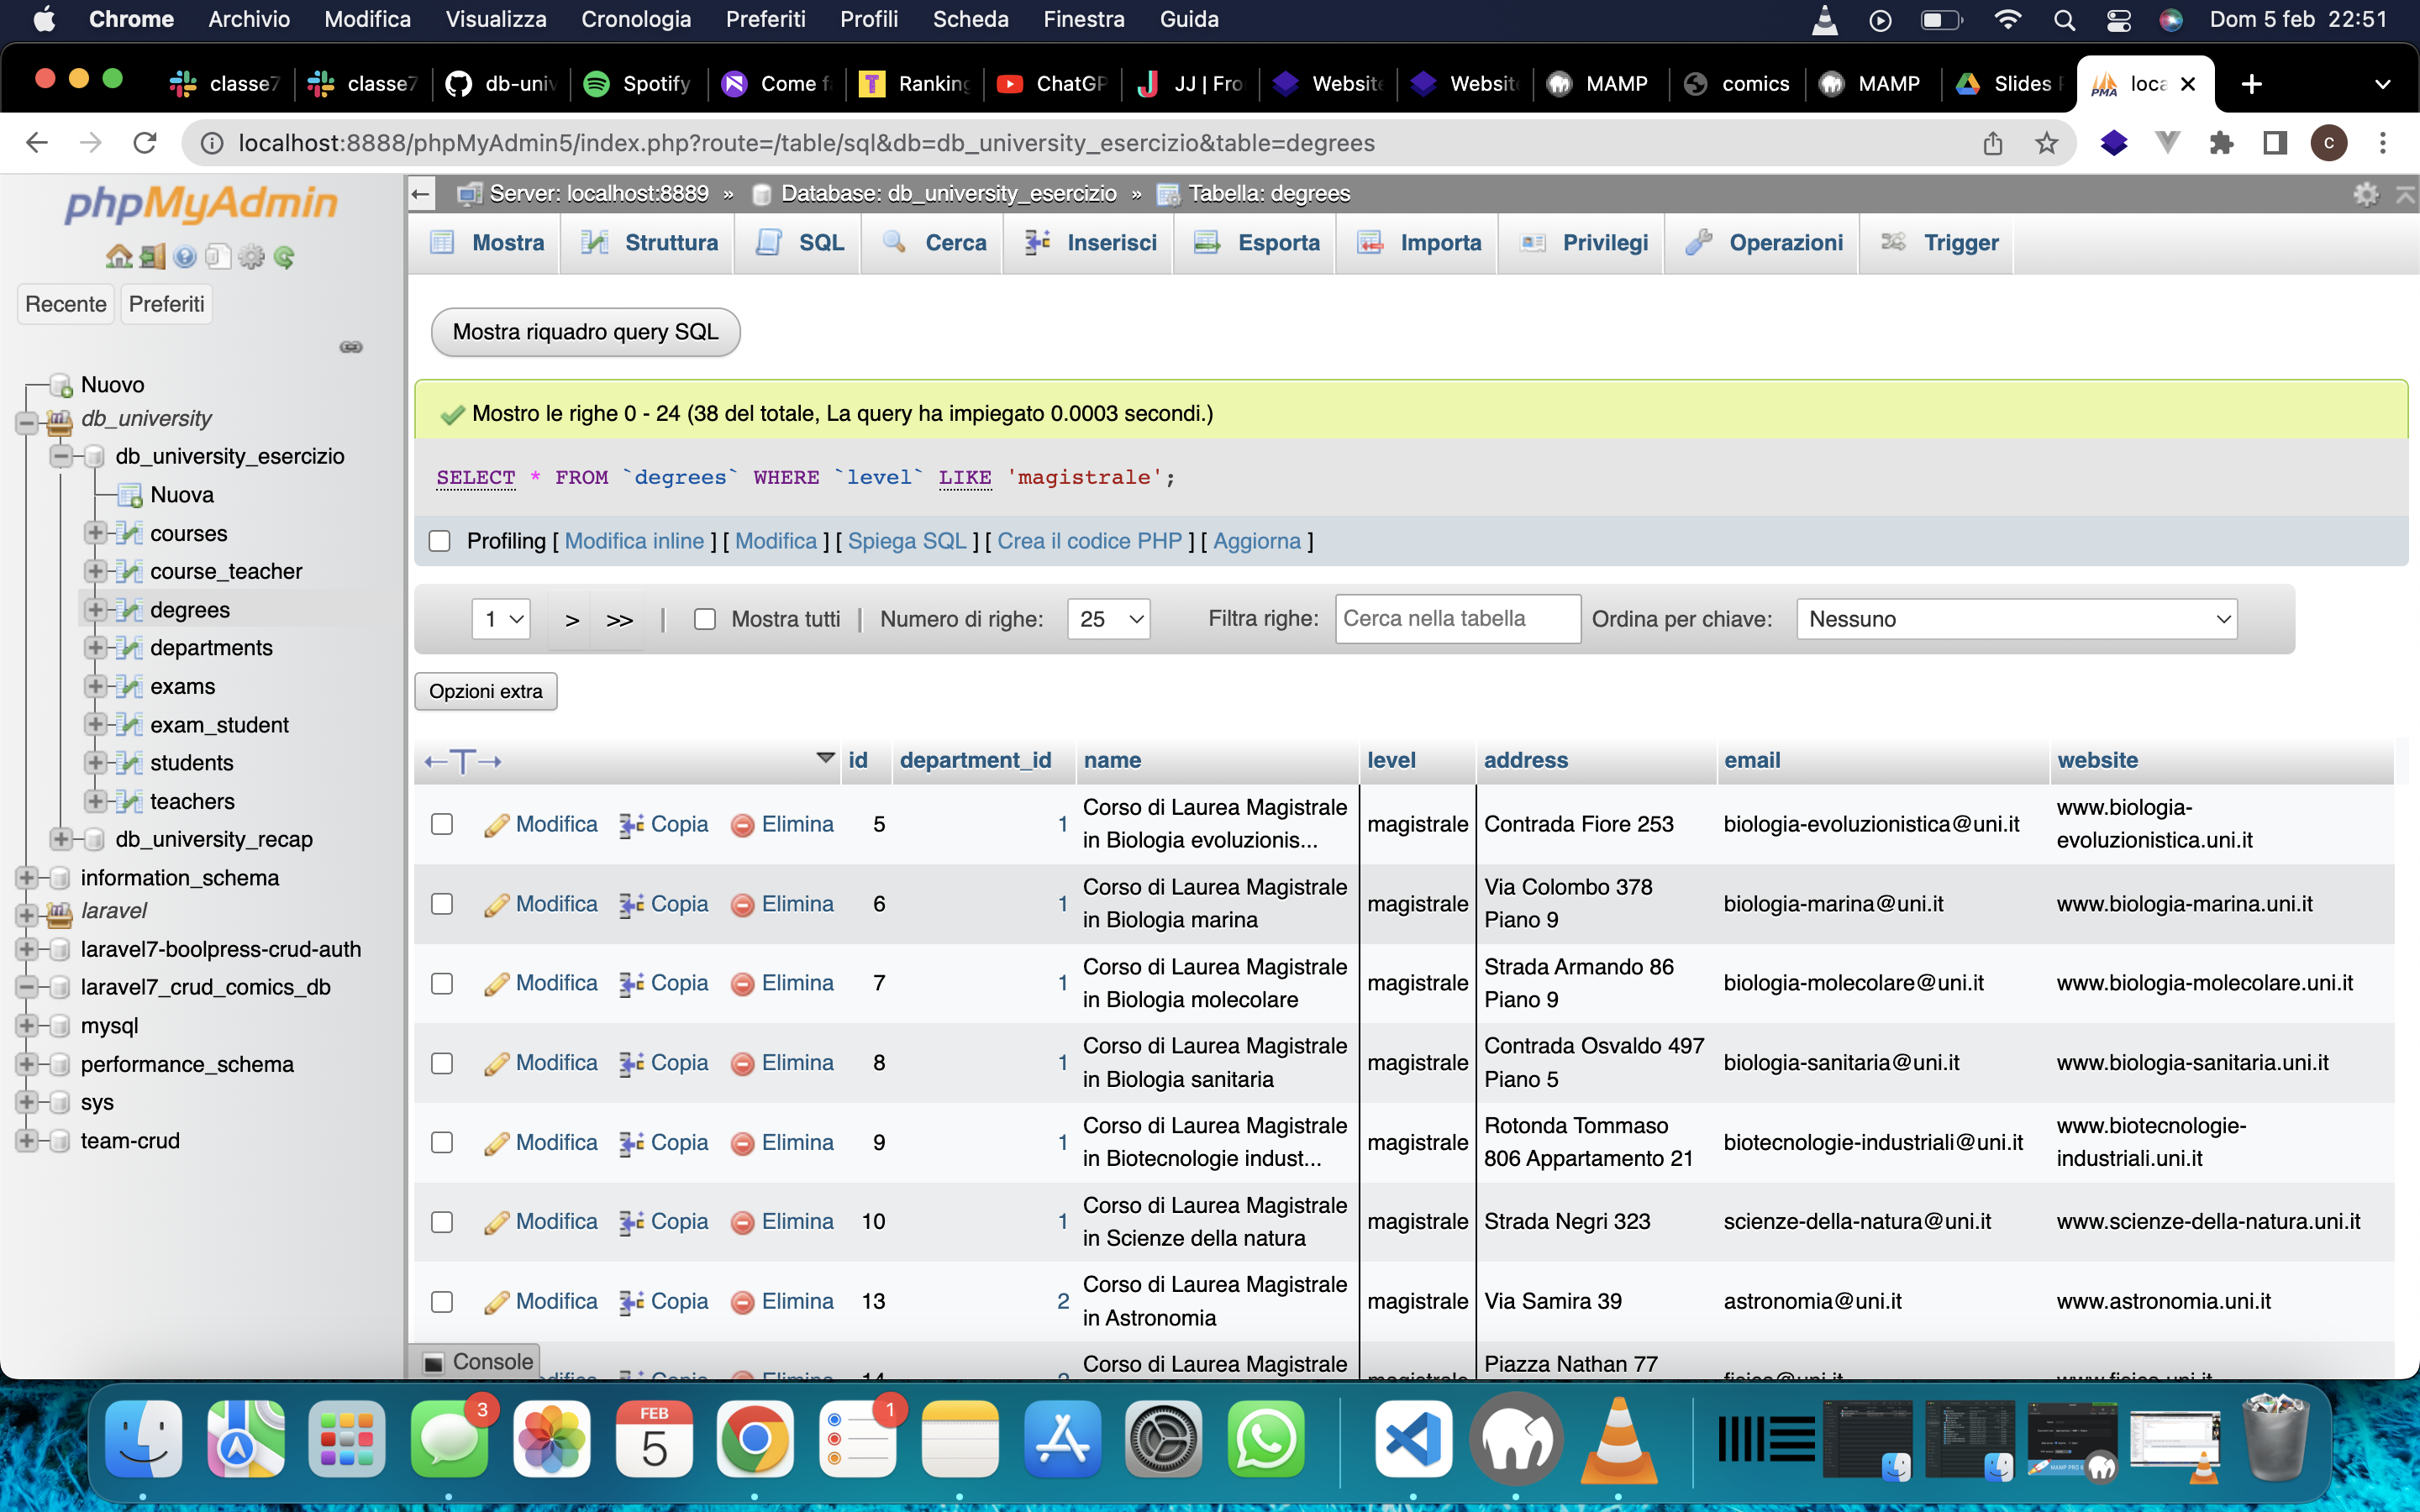 Chrome Archivio Modifica Visualizza Cronologia Preferiti Profili Scheda Finestra Guida Dom 5 feb 22:51
classe7 classe7 db-univ Spotify Come f Ranking ChatGP JJ | Fro Website Website MAMP comics MAMP Slides loca
localhost:8888/phpMyAdmin5/index.php?route=/table/sql&db=db_university_esercizio&table=degrees
phpMyAdmin
Recente Preferiti
Nuovo
db_university
db_university_esercizio
Nuova
courses
course_teacher
degrees
departments
exams
exam_student
students
teachers
db_university_recap
information_schema
laravel
laravel7-boolpress-crud-auth
laravel7_crud_comics_db
mysql
performance_schema
sys
team-crud
Server: localhost:8889 » Database: db_university_esercizio » Tabella: degrees
Mostra Struttura SQL Cerca Inserisci Esporta Importa Privilegi Operazioni Trigger
Mostra riquadro query SQL
Mostro le righe 0 - 24 (38 del totale, La query ha impiegato 0.0003 secondi.)
SELECT * FROM `degrees` WHERE `level` LIKE 'magistrale';
Profiling [ Modifica inline ] [ Modifica ] [ Spiega SQL ] [ Crea il codice PHP ] [ Aggiorna ]
1 > >> | Mostra tutti | Numero di righe: 25 Filtra righe: Cerca nella tabella Ordina per chiave: Nessuno
Opzioni extra
id department_id name level address email website
Modifica Copia Elimina 5 1 Corso di Laurea Magistrale in Biologia evoluzionis... magistrale Contrada Fiore 253 biologia-evoluzionistica@uni.it www.biologia-evoluzionistica.uni.it
Modifica Copia Elimina 6 1 Corso di Laurea Magistrale in Biologia marina magistrale Via Colombo 378 Piano 9 biologia-marina@uni.it www.biologia-marina.uni.it
Modifica Copia Elimina 7 1 Corso di Laurea Magistrale in Biologia molecolare magistrale Strada Armando 86 Piano 9 biologia-molecolare@uni.it www.biologia-molecolare.uni.it
Modifica Copia Elimina 8 1 Corso di Laurea Magistrale in Biologia sanitaria magistrale Contrada Osvaldo 497 Piano 5 biologia-sanitaria@uni.it www.biologia-sanitaria.uni.it
Modifica Copia Elimina 9 1 Corso di Laurea Magistrale in Biotecnologie indust... magistrale Rotonda Tommaso 806 Appartamento 21 biotecnologie-industriali@uni.it www.biotecnologie-industriali.uni.it
Modifica Copia Elimina 10 1 Corso di Laurea Magistrale in Scienze della natura magistrale Strada Negri 323 scienze-della-natura@uni.it www.scienze-della-natura.uni.it
Modifica Copia Elimina 13 2 Corso di Laurea Magistrale in Astronomia magistrale Via Samira 39 astronomia@uni.it www.astronomia.uni.it
Corso di Laurea Magistrale Piazza Nathan 77
Console
3 FEB 5 1